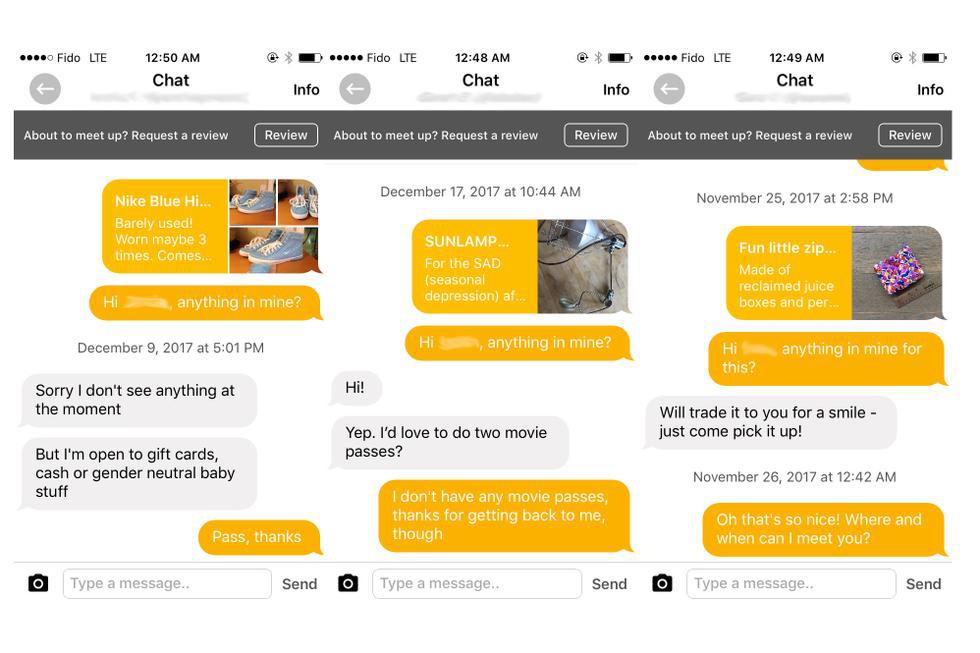 Fido LTE 12:50 AM
Chat
Info
About to meet up? Request a review Review
Nike Blue Hi...
Barely used!
Worn maybe 3
times. Comes...
Hi , anything in mine?
December 9, 2017 at 5:01 PM
Sorry I don't see anything at
the moment
But I'm open to gift cards,
cash or gender neutral baby
stuff
Pass, thanks
Type a message.. Send
Fido LTE 12:48 AM
Chat
Info
About to meet up? Request a review Review
December 17, 2017 at 10:44 AM
SUNLAMP...
For the SAD
(seasonal
depression) af...
Hi , anything in mine?
Hi!
Yep. I'd love to do two movie
passes?
I don't have any movie passes,
thanks for getting back to me,
though
Type a message.. Send
Fido LTE 12:49 AM
Chat
Info
About to meet up? Request a review Review
November 25, 2017 at 2:58 PM
Fun little zip...
Made of
reclaimed juice
boxes and per...
Hi anything in mine for
this?
Will trade it to you for a smile -
just come pick it up!
November 26, 2017 at 12:42 AM
Oh that's so nice! Where and
when can I meet you?
Type a message.. Send